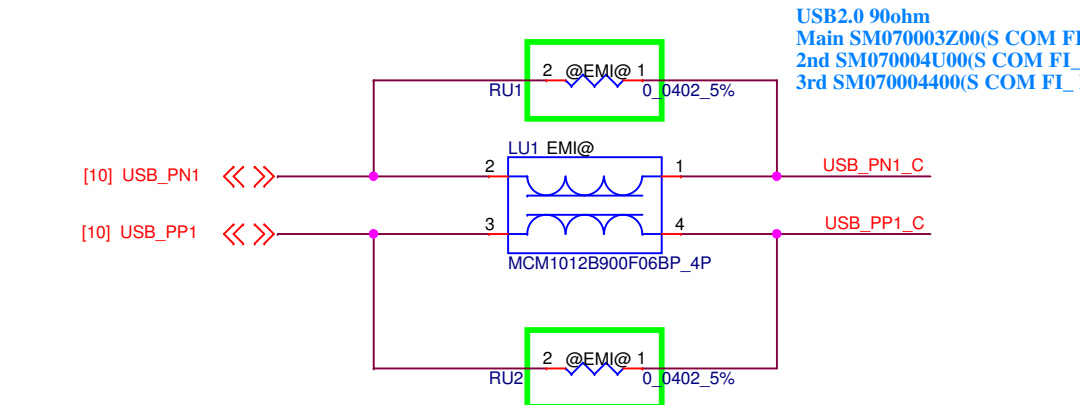 USB2.0 90ohm
Main SM070003Z00(S COM FI
2nd SM070004U00(S COM FI_
3rd SM070004400(S COM FI_
2 @EMI@ 1
RU1 0_0402_5%
LU1 EMI@
2 1
[10] USB_PN1 USB_PN1_C
3 4
[10] USB_PP1 USB_PP1_C
MCM1012B900F06BP_4P
2 @EMI@ 1
RU2 0_0402_5%